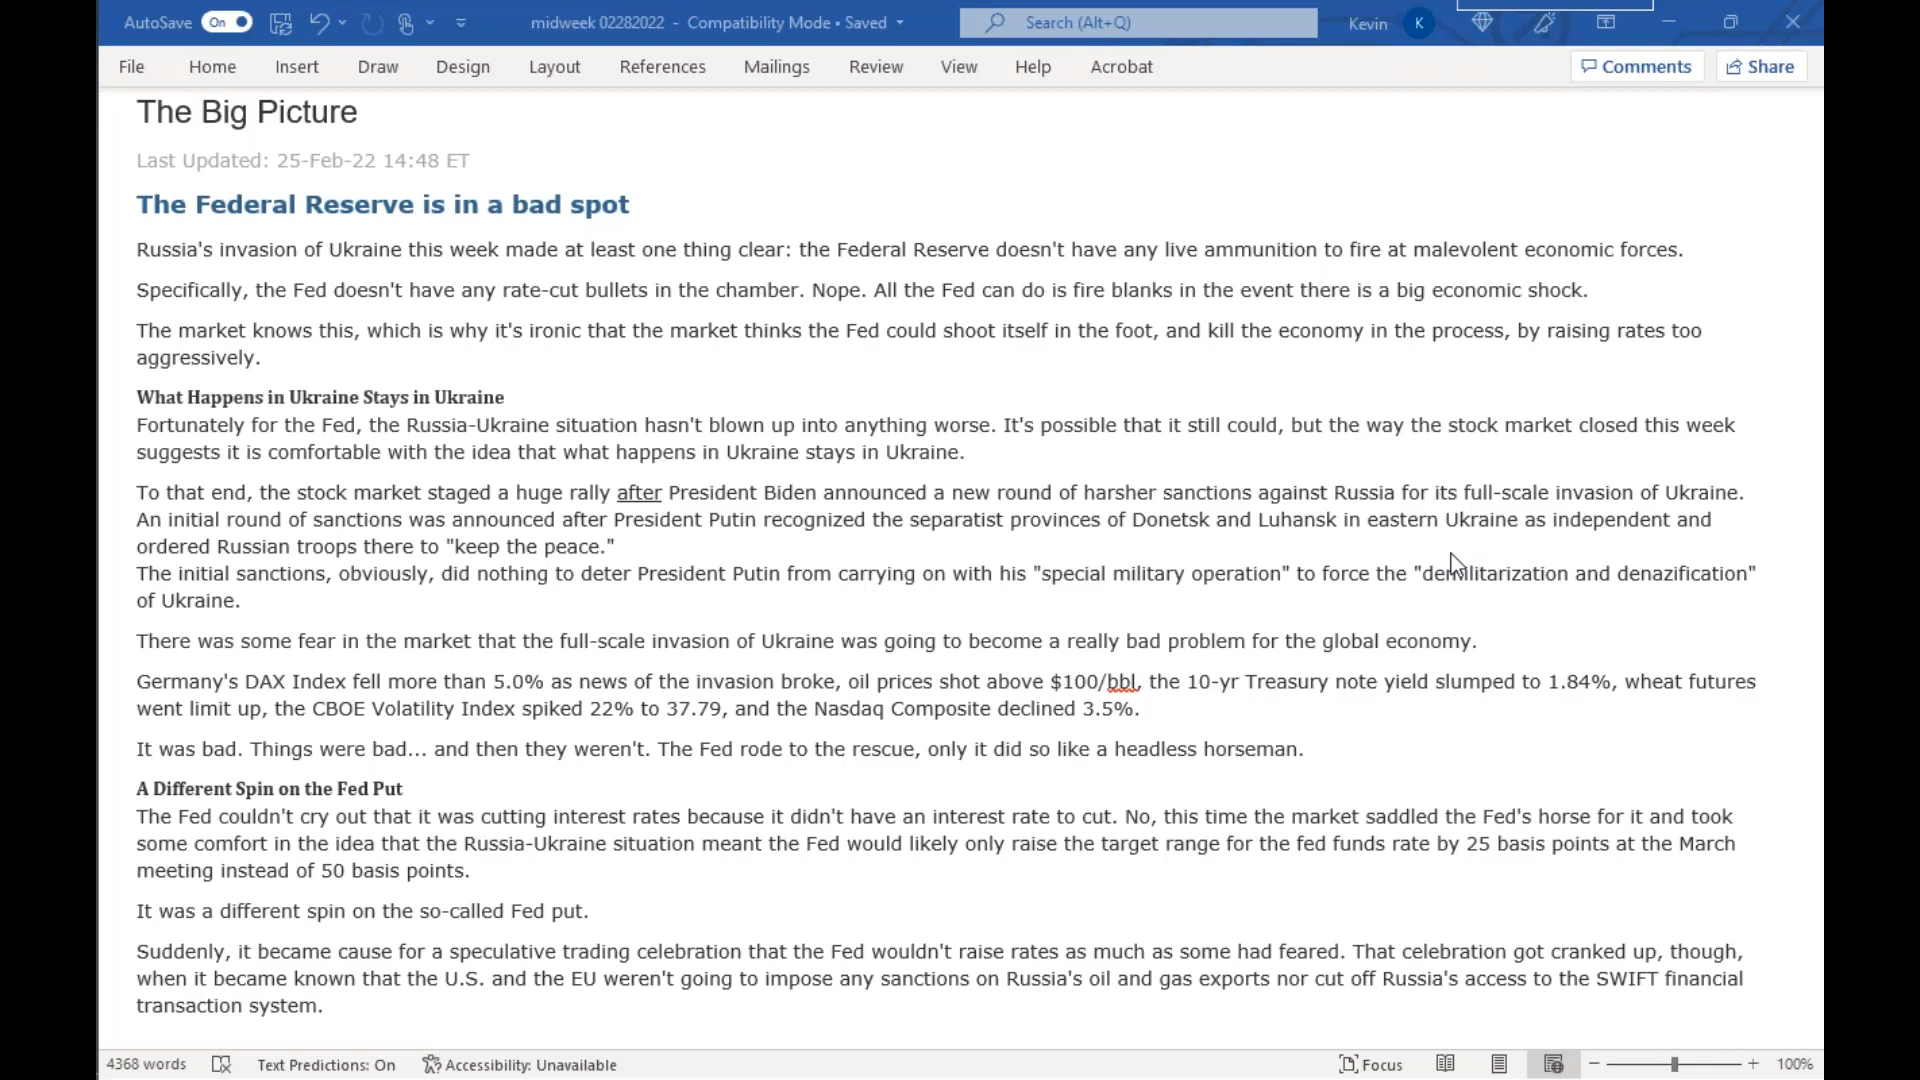 AutoSave On midweek 02282022 - Compatibility Mode • Saved Search (Alt+Q) Kevin K
File Home Insert Draw Design Layout References Mailings Review View Help Acrobat Comments Share
The Big Picture
Last Updated: 25-Feb-22 14:48 ET
The Federal Reserve is in a bad spot
Russia's invasion of Ukraine this week made at least one thing clear: the Federal Reserve doesn't have any live ammunition to fire at malevolent economic forces.
Specifically, the Fed doesn't have any rate-cut bullets in the chamber. Nope. All the Fed can do is fire blanks in the event there is a big economic shock.
The market knows this, which is why it's ironic that the market thinks the Fed could shoot itself in the foot, and kill the economy in the process, by raising rates too
aggressively.
What Happens in Ukraine Stays in Ukraine
Fortunately for the Fed, the Russia-Ukraine situation hasn't blown up into anything worse. It's possible that it still could, but the way the stock market closed this week
suggests it is comfortable with the idea that what happens in Ukraine stays in Ukraine.
To that end, the stock market staged a huge rally after President Biden announced a new round of harsher sanctions against Russia for its full-scale invasion of Ukraine.
An initial round of sanctions was announced after President Putin recognized the separatist provinces of Donetsk and Luhansk in eastern Ukraine as independent and
ordered Russian troops there to "keep the peace."
The initial sanctions, obviously, did nothing to deter President Putin from carrying on with his "special military operation" to force the "demilitarization and denazification"
of Ukraine.
There was some fear in the market that the full-scale invasion of Ukraine was going to become a really bad problem for the global economy.
Germany's DAX Index fell more than 5.0% as news of the invasion broke, oil prices shot above $100/bbl, the 10-yr Treasury note yield slumped to 1.84%, wheat futures
went limit up, the CBOE Volatility Index spiked 22% to 37.79, and the Nasdaq Composite declined 3.5%.
It was bad. Things were bad... and then they weren't. The Fed rode to the rescue, only it did so like a headless horseman.
A Different Spin on the Fed Put
The Fed couldn't cry out that it was cutting interest rates because it didn't have an interest rate to cut. No, this time the market saddled the Fed's horse for it and took
some comfort in the idea that the Russia-Ukraine situation meant the Fed would likely only raise the target range for the fed funds rate by 25 basis points at the March
meeting instead of 50 basis points.
It was a different spin on the so-called Fed put.
Suddenly, it became cause for a speculative trading celebration that the Fed wouldn't raise rates as much as some had feared. That celebration got cranked up, though,
when it became known that the U.S. and the EU weren't going to impose any sanctions on Russia's oil and gas exports nor cut off Russia's access to the SWIFT financial
transaction system.
4368 words Text Predictions: On Accessibility: Unavailable Focus 100%